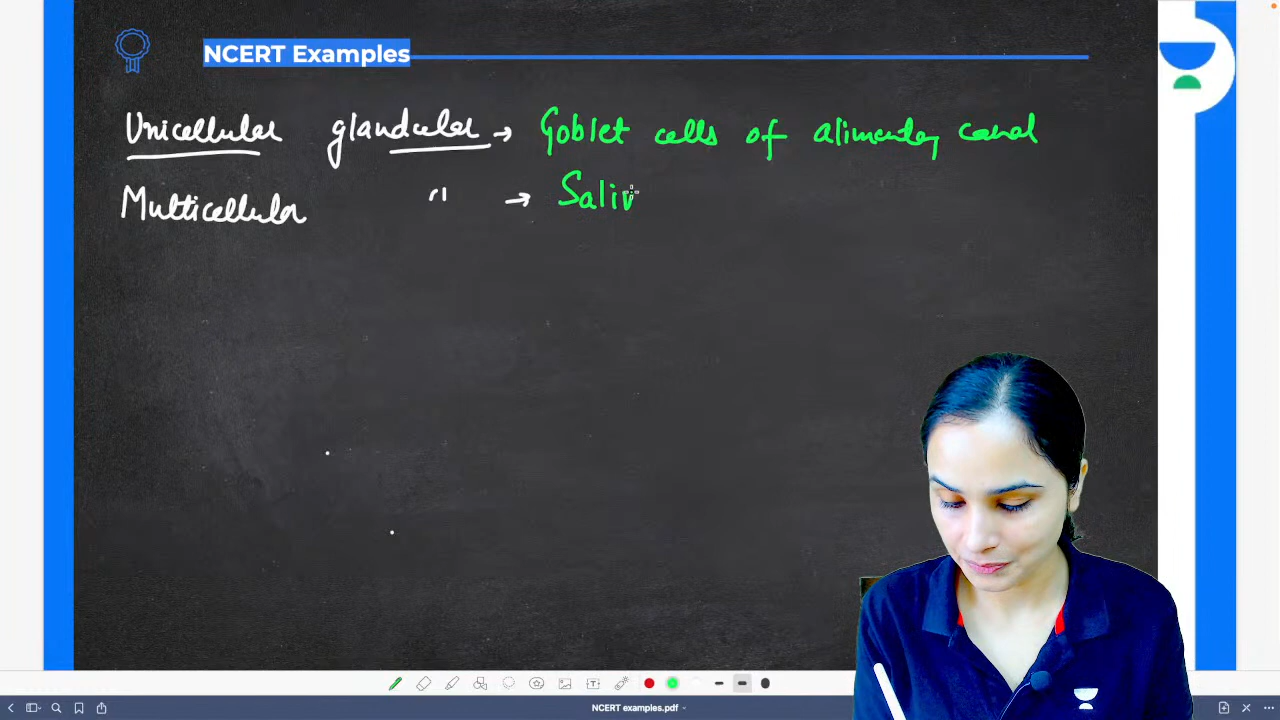 NCERT Examples
Unicellular glandular → Goblet cells of alimentary canal
Multicellular " → Saliv
NCERT examples.pdf